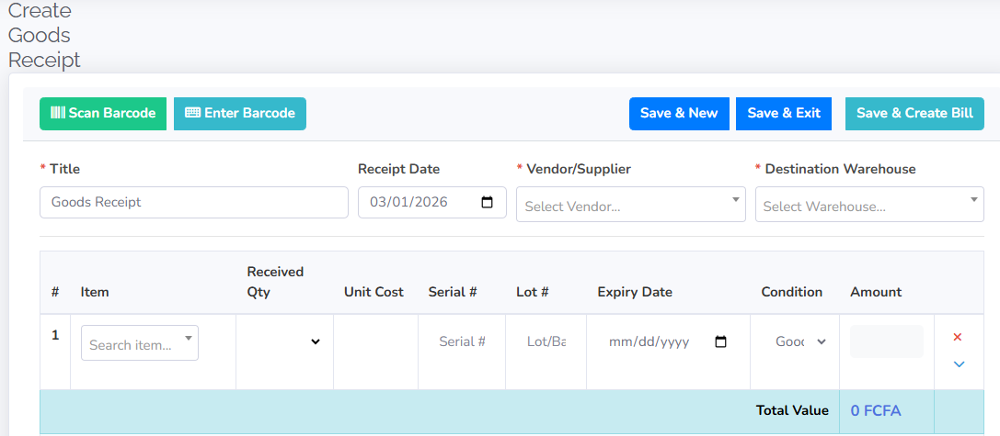 Create
Goods
Receipt
Scan Barcode
Enter Barcode
Save & New
Save & Exit
Save & Create Bill
* Title
Receipt Date
* Vendor/Supplier
* Destination Warehouse
Goods Receipt
03/01/2026
Select Vendor...
Select Warehouse...
# Item Received Qty Unit Cost Serial # Lot # Expiry Date Condition Amount
1 Search item... Serial # Lot/Ba mm/dd/yyyy Good
Total Value 0 FCFA